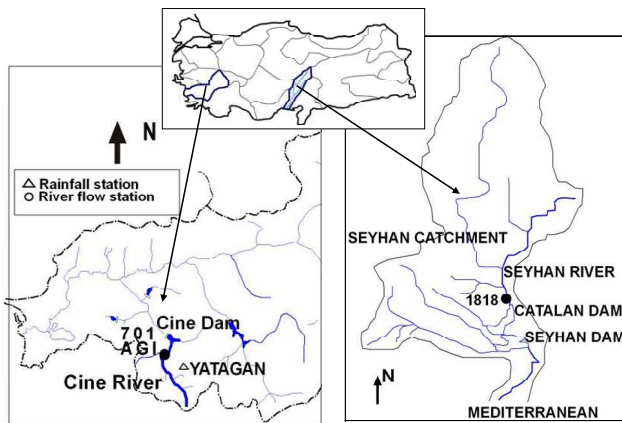 N
△ Rainfall station
○ River flow station
Cine Dam
701
AGI
△YATAGAN
Cine River
SEYHAN CATCHMENT
SEYHAN RIVER
1818
CATALAN DAM
SEYHAN DAM
N
MEDITERRANEAN